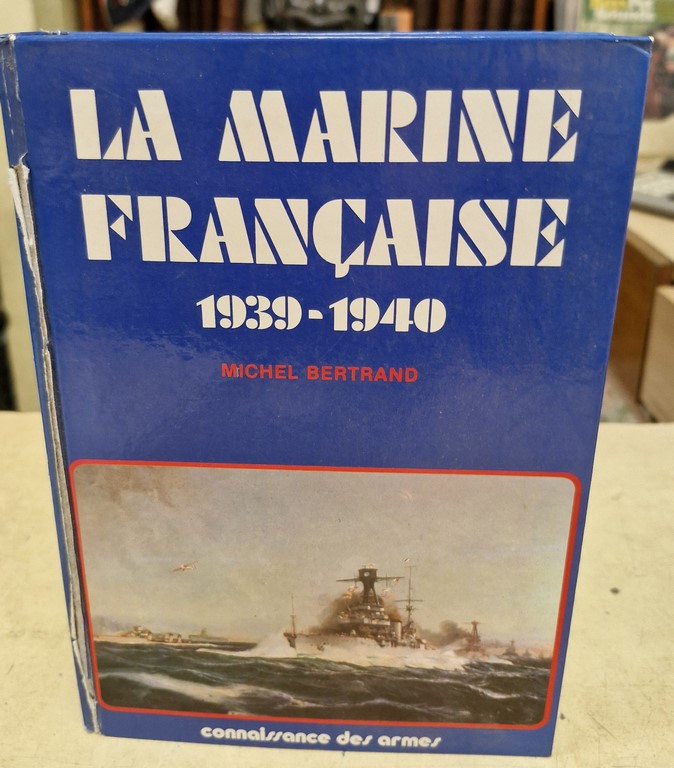 LA MARINE
FRANÇAISE
1939-1940
MICHEL BERTRAND
connaissance des armes